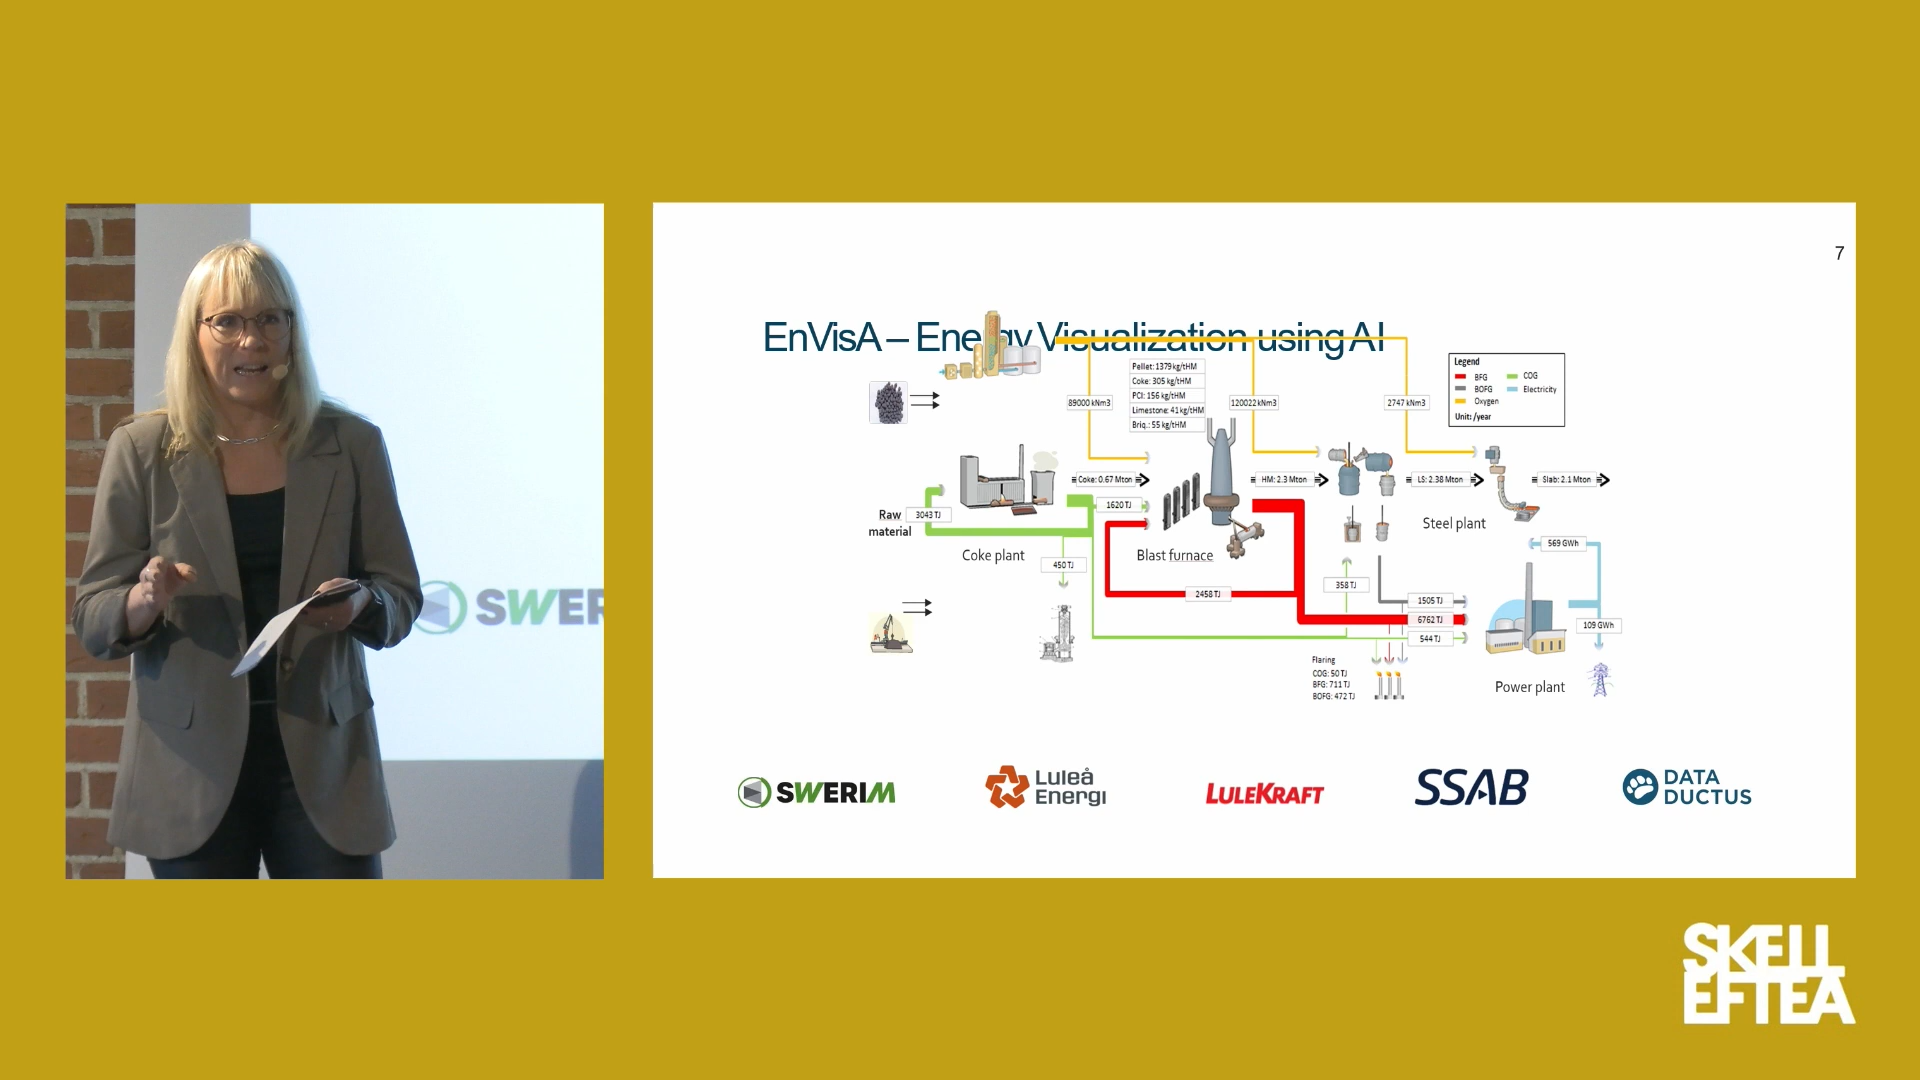 7
EnVisA – Energy Visualization using AI
Pellet: 1379 kg/tHM
Coke: 305 kg/tHM
PCI: 156 kg/tHM
Limestone: 41 kg/tHM
Briq.: 55 kg/tHM
89000 kNm3
120022 kNm3
2747 kNm3
Legend
BFG
COG
BOFG
Electricity
Oxygen
Unit: /year
Coke: 0.67 Mton
HM: 2.3 Mton
LS: 2.38 Mton
Slab: 2.1 Mton
1620 TJ
Raw
material
3043 TJ
Steel plant
Coke plant
Blast furnace
569 GWh
450 TJ
358 TJ
2458 TJ
1505 TJ
6762 TJ
544 TJ
109 GWh
Flaring
COG: 50 TJ
BFG: 711 TJ
BOFG: 472 TJ
Power plant
SWERIM
Luleå
Energi
LULEKRAFT
SSAB
DATA
DUCTUS
SWER
SKELL
EFTEA